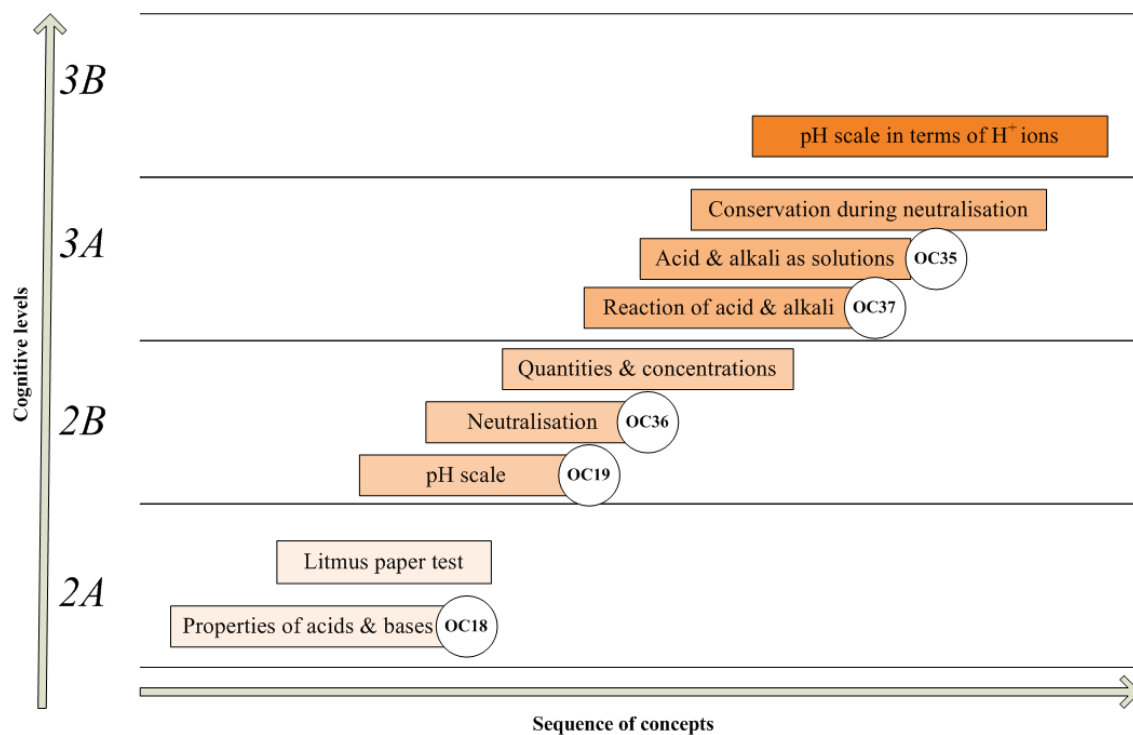 3B
pH scale in terms of H⁺ ions
3A
Conservation during neutralisation
Acid & alkali as solutions
OC35
Reaction of acid & alkali
OC37
Cognitive levels
2B
Quantities & concentrations
Neutralisation
OC36
pH scale
OC19
2A
Litmus paper test
Properties of acids & bases
OC18
Sequence of concepts